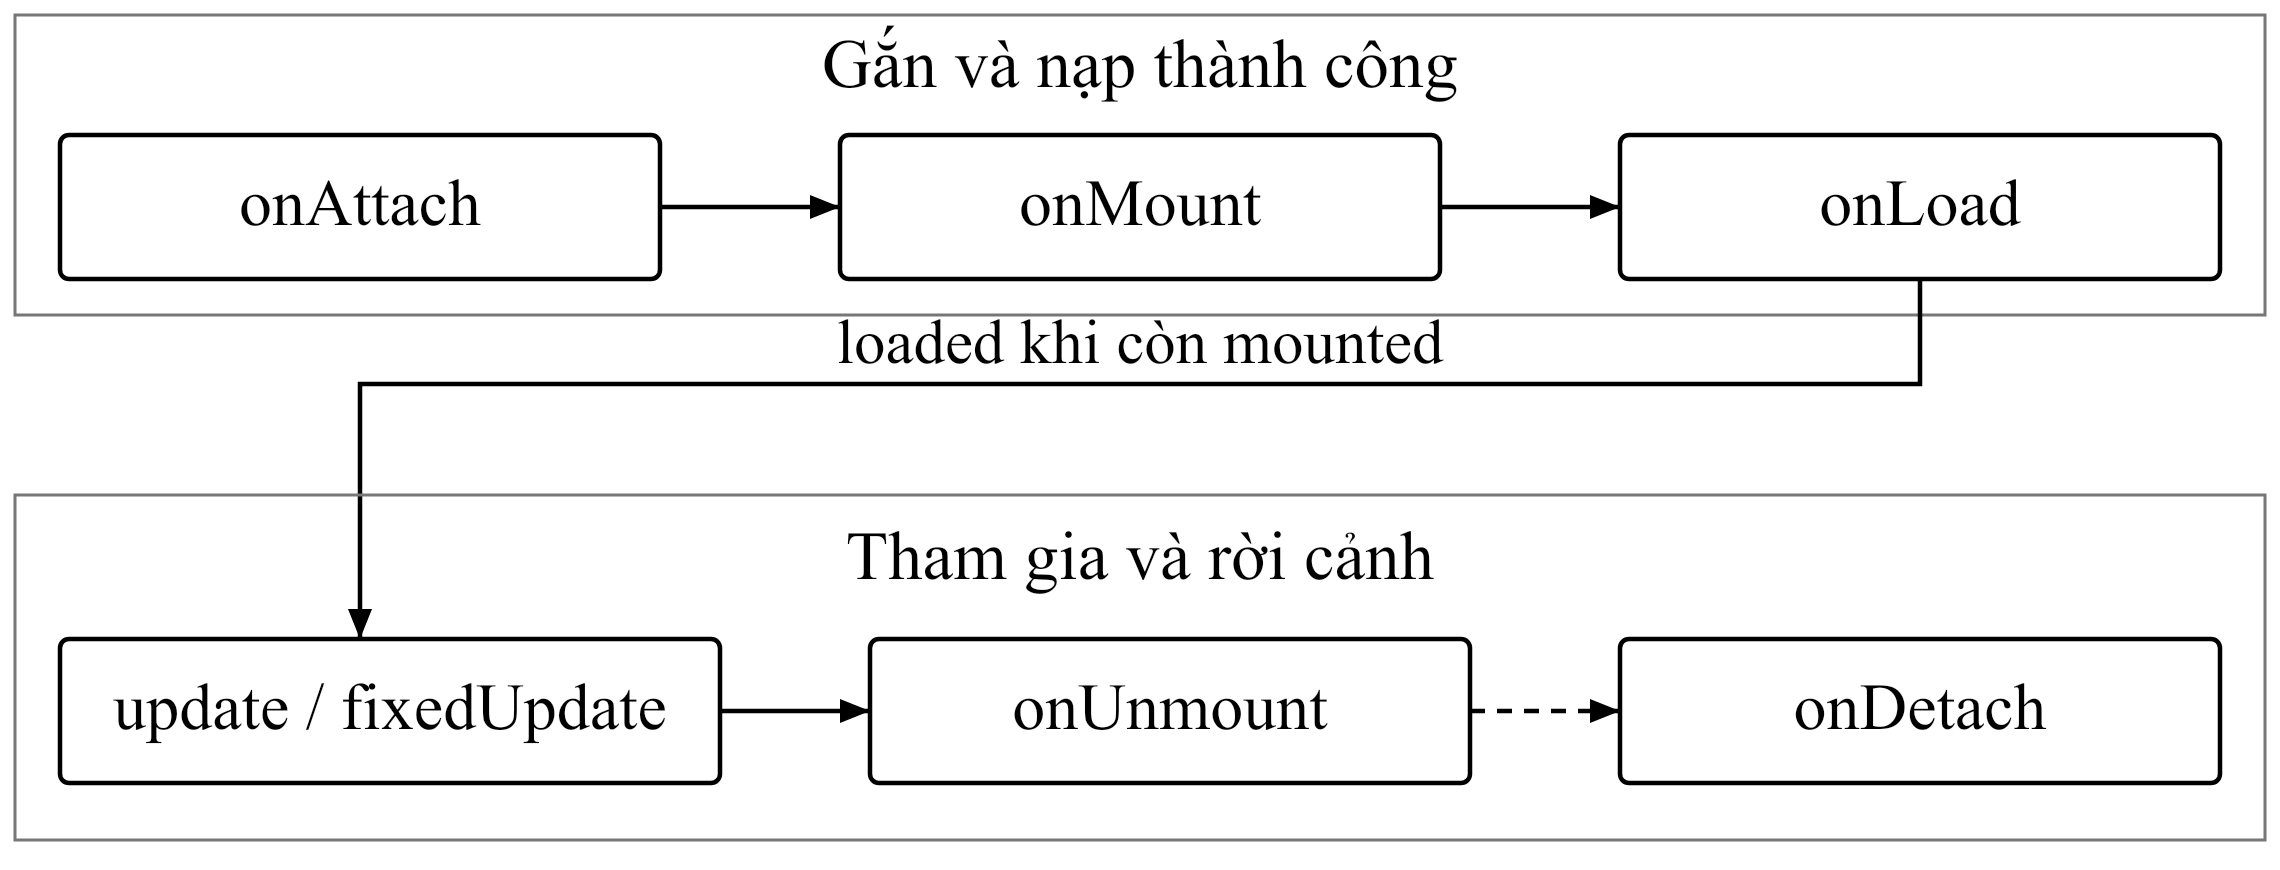 Gắn và nạp thành công
onAttach
onMount
onLoad
loaded khi còn mounted
Tham gia và rời cảnh
update / fixedUpdate
onUnmount
onDetach